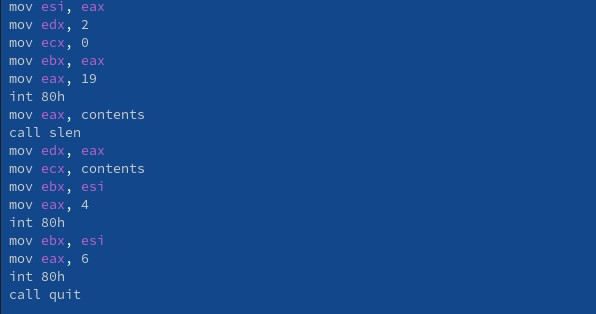 mov esi, eax
mov edx, 2
mov ecx, 0
mov ebx, eax
mov eax, 19
int 80h
mov eax, contents
call slen
mov edx, eax
mov ecx, contents
mov ebx, esi
mov eax, 4
int 80h
mov ebx, esi
mov eax, 6
int 80h
call quit